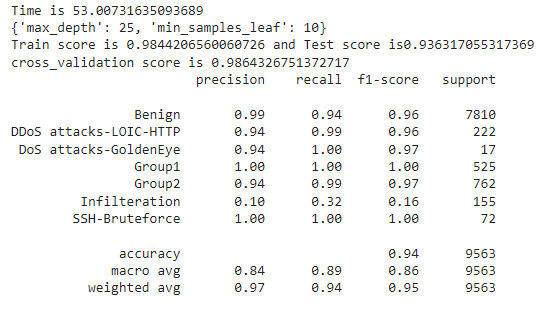 Time is 53.00731635093689
{'max_depth': 25, 'min_samples_leaf': 10}
Train score is 0.9844206560060726 and Test score is0.936317055317369
cross_validation score is 0.9864326751372717
precision recall f1-score support
Benign 0.99 0.94 0.96 7810
DDoS attacks-LOIC-HTTP 0.94 0.99 0.96 222
DoS attacks-GoldenEye 0.94 1.00 0.97 17
Group1 1.00 1.00 1.00 525
Group2 0.94 0.99 0.97 762
Infilteration 0.10 0.32 0.16 155
SSH-Bruteforce 1.00 1.00 1.00 72
accuracy 0.94 9563
macro avg 0.84 0.89 0.86 9563
weighted avg 0.97 0.94 0.95 9563